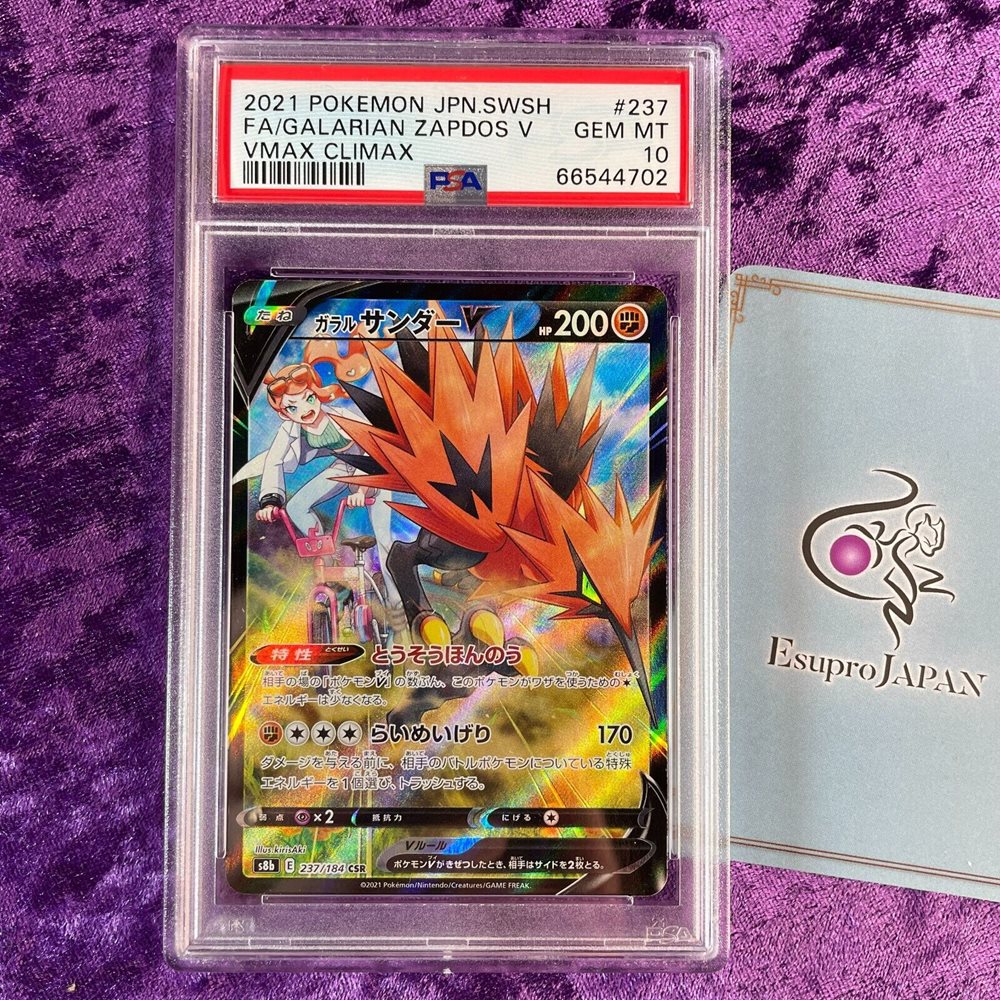 2021 POKEMON JPN.SWSH #237
FA/GALARIAN ZAPDOS V GEM MT
VMAX CLIMAX 10
PSA 66544702
たね ガラル サンダーV HP 200
特性 とくせい とうそうほんのう
相手の場の「ポケモンV」の数ぶん、このポケモンがワザを使うための
エネルギーは少なくなる。
らいめいげり 170
ダメージを与える前に、相手のバトルポケモンについている特殊
エネルギーを1個選び、トラッシュする。
弱点 ×2 抵抗力 にげる
Illus.kirisAki
Vルール
ポケモンVがきぜつしたとき、相手はサイドを2枚とる。
s8b E 237/184 CSR
©2021 Pokémon/Nintendo/Creatures/GAME FREAK.
PSA
EsuproJAPAN